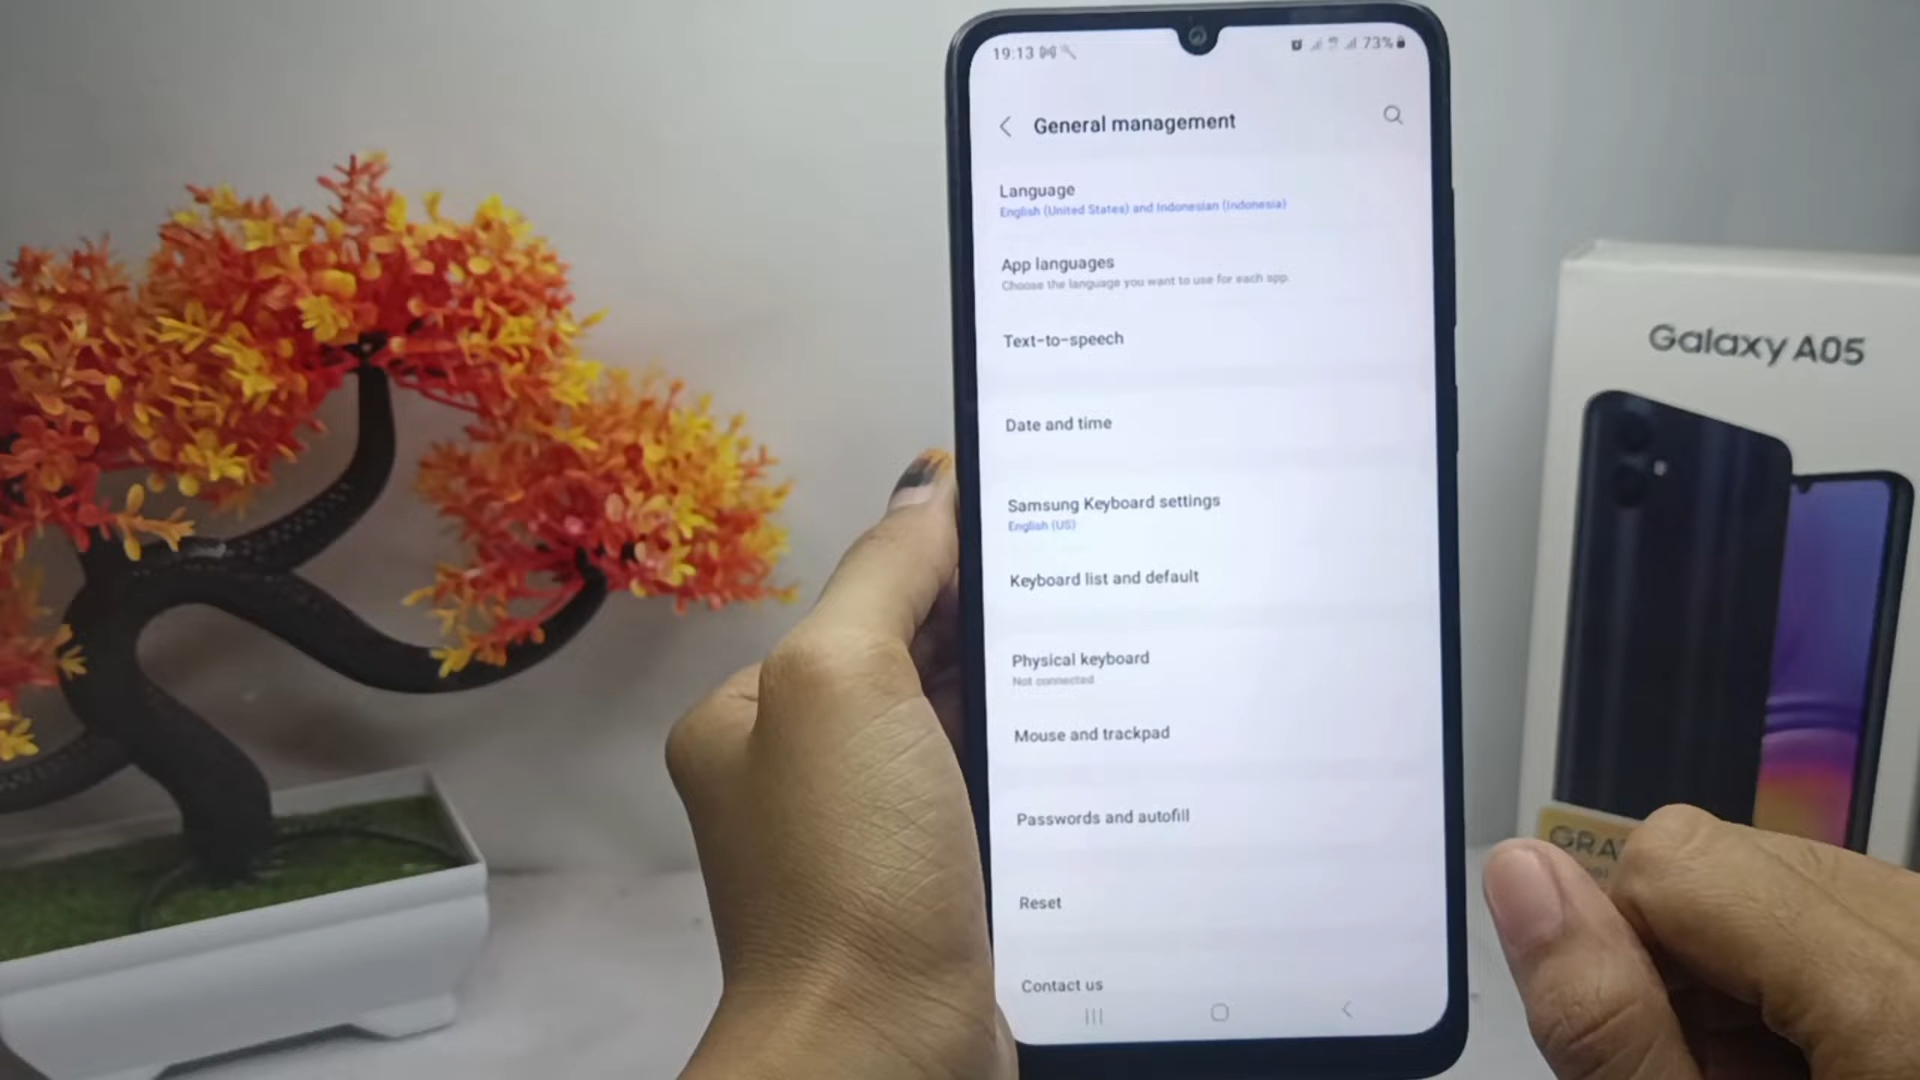 19:13
73%
General management
Language
English (United States) and Indonesian (Indonesia)
App languages
Choose the language you want to use for each app.
Text-to-speech
Date and time
Samsung Keyboard settings
English (US)
Keyboard list and default
Physical keyboard
Not connected
Mouse and trackpad
Passwords and autofill
Reset
Contact us
Galaxy A05